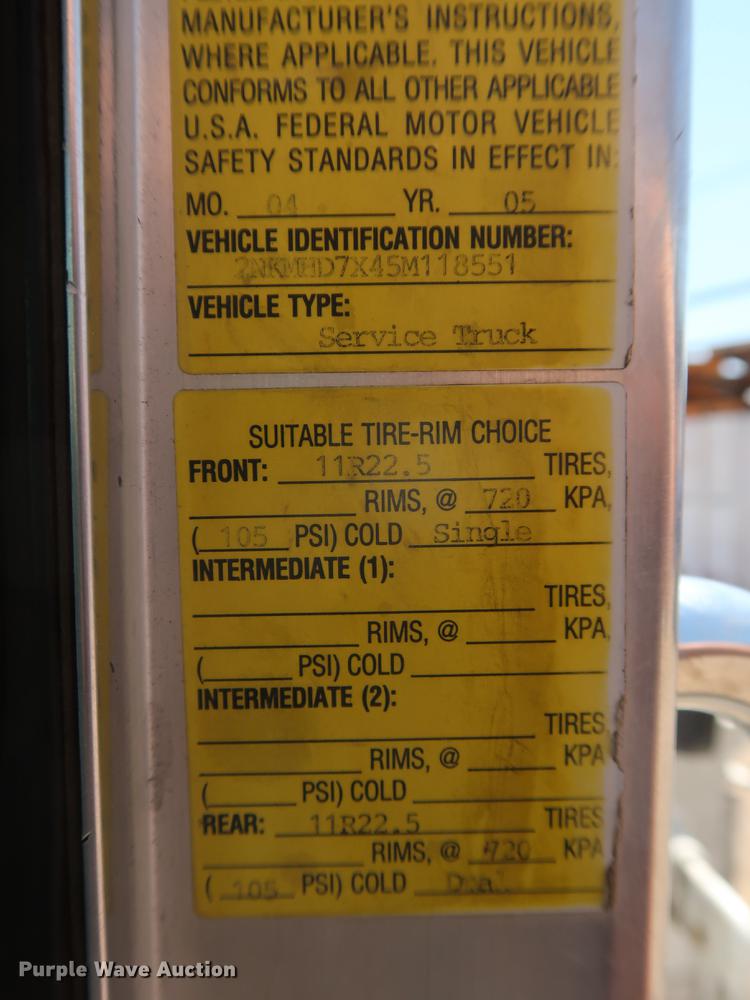 MANUFACTURER'S INSTRUCTIONS,
WHERE APPLICABLE. THIS VEHICLE
CONFORMS TO ALL OTHER APPLICABLE
U.S.A. FEDERAL MOTOR VEHICLE
SAFETY STANDARDS IN EFFECT IN:
MO. 04 YR. 05
VEHICLE IDENTIFICATION NUMBER:
2NKMHD7X45M118551
VEHICLE TYPE:
Service Truck
SUITABLE TIRE-RIM CHOICE
FRONT: 11R22.5 TIRES,
RIMS, @ 720 KPA,
( 105 PSI) COLD Single
INTERMEDIATE (1):
TIRES,
RIMS, @ KPA,
( PSI) COLD
INTERMEDIATE (2):
TIRES
RIMS, @ KPA
( PSI) COLD
REAR: 11R22.5 TIRES
RIMS, @ 720 KPA
( 105 PSI) COLD Dual
Purple Wave Auction